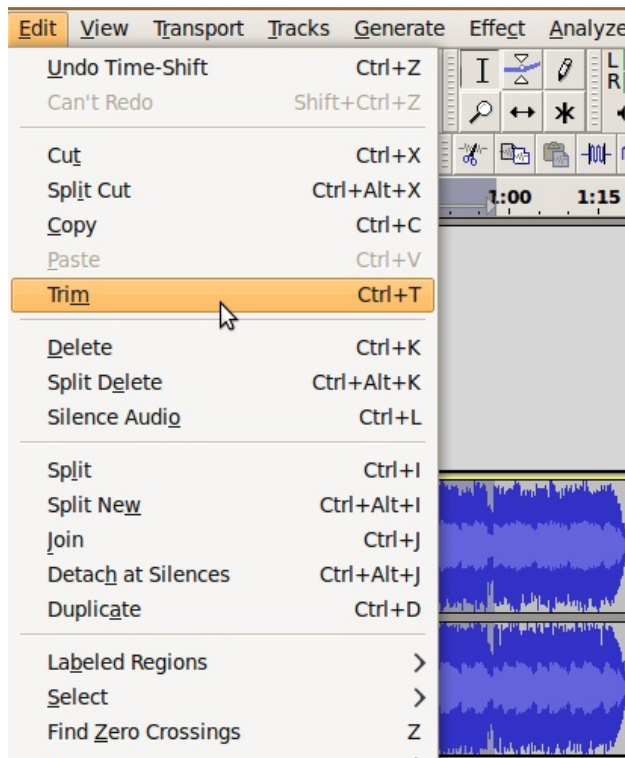 Edit View Transport Tracks Generate Effect Analyze
Undo Time-Shift Ctrl+Z
Can't Redo Shift+Ctrl+Z
L
R
Cut Ctrl+X
Split Cut Ctrl+Alt+X
1:00 1:15
Copy Ctrl+C
Paste Ctrl+V
Trim Ctrl+T
Delete Ctrl+K
Split Delete Ctrl+Alt+K
Silence Audio Ctrl+L
Split Ctrl+I
Split New Ctrl+Alt+I
Join Ctrl+J
Detach at Silences Ctrl+Alt+J
Duplicate Ctrl+D
Labeled Regions
Select
Find Zero Crossings Z